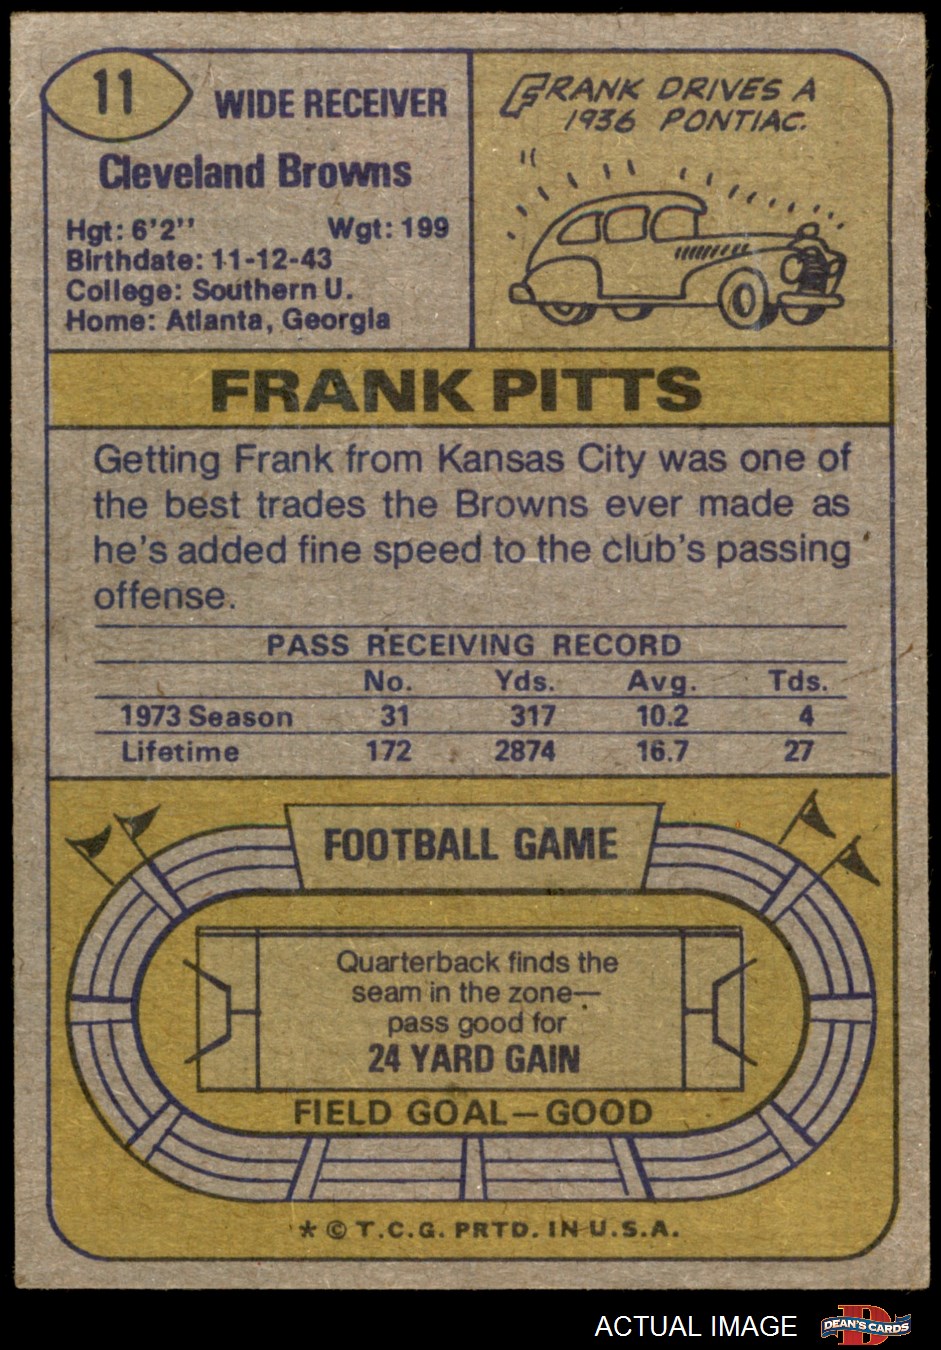 11
WIDE RECEIVER
Cleveland Browns
Hgt: 6'2'' Wgt: 199
Birthdate: 11-12-43
College: Southern U.
Home: Atlanta, Georgia
FRANK DRIVES A
1936 PONTIAC.
FRANK PITTS
Getting Frank from Kansas City was one of
the best trades the Browns ever made as
he's added fine speed to the club's passing
offense.
PASS RECEIVING RECORD
No. Yds. Avg. Tds.
1973 Season 31 317 10.2 4
Lifetime 172 2874 16.7 27
FOOTBALL GAME
Quarterback finds the
seam in the zone—
pass good for
24 YARD GAIN
FIELD GOAL—GOOD
* © T.C.G. PRTD. IN U.S.A.
ACTUAL IMAGE
D
DEAN'S CARDS